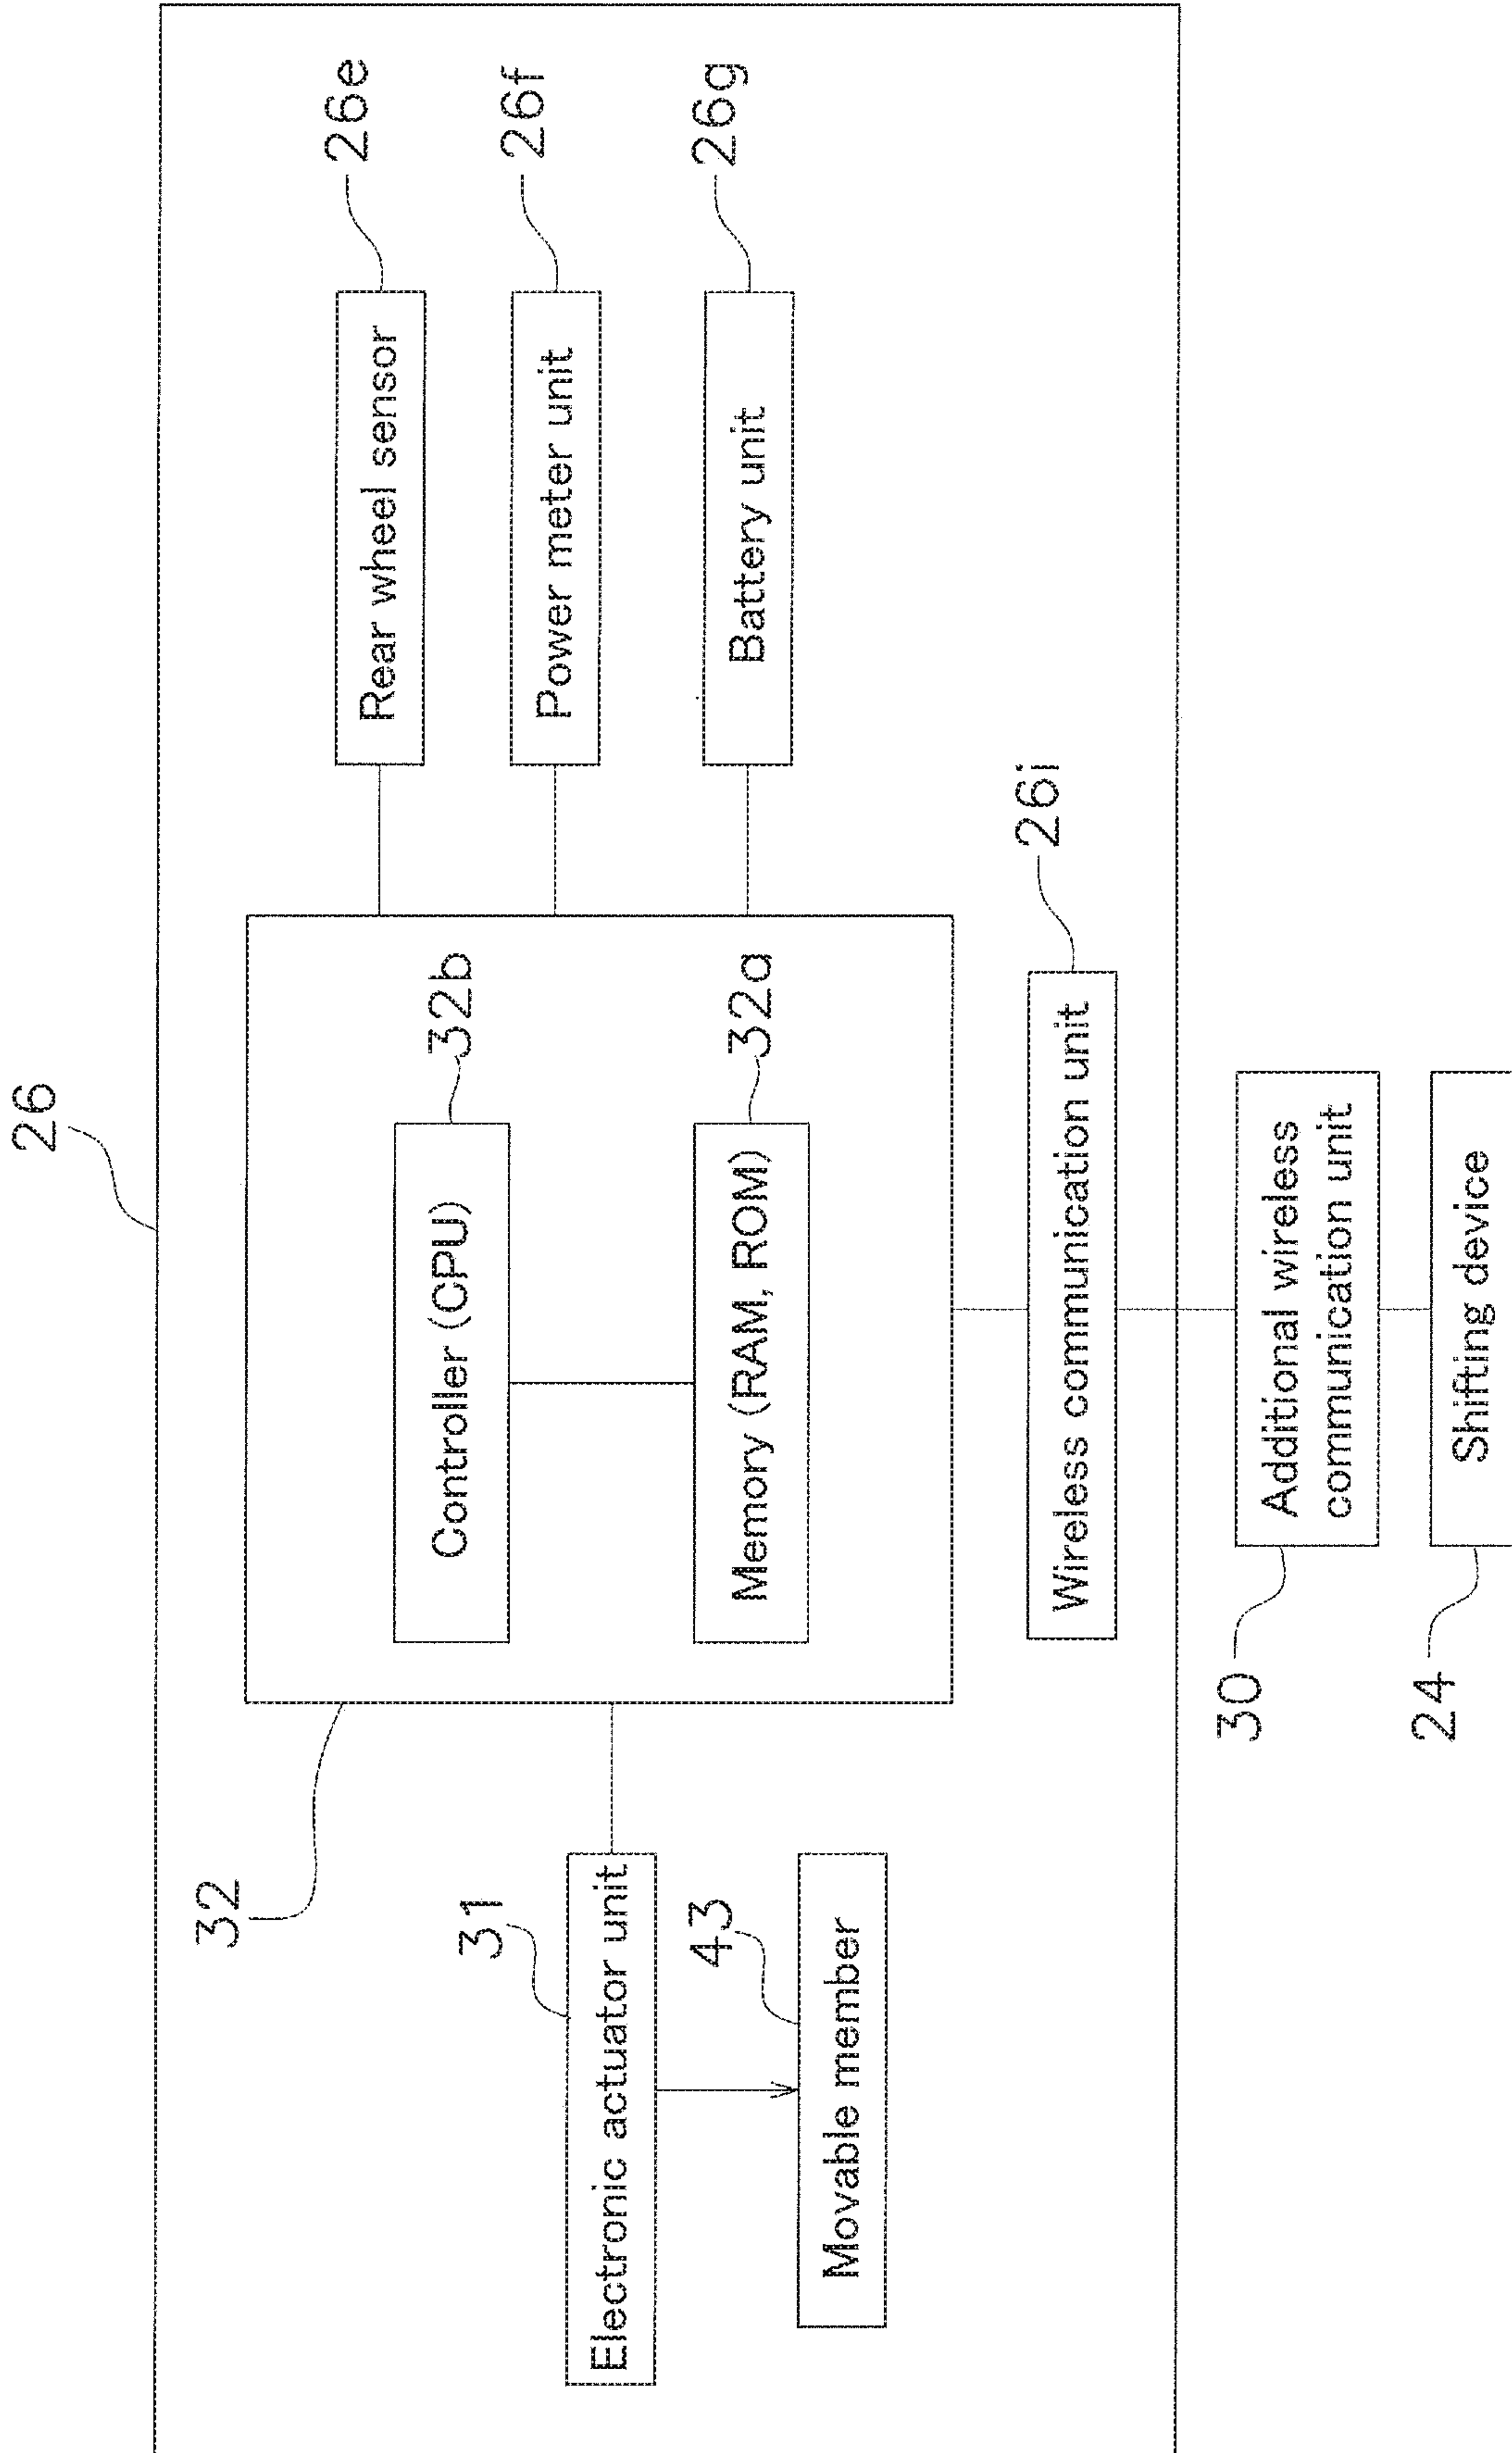 26
32
31
Electronic actuator unit
43
Movable member
Controller (CPU)
32b
Memory (RAM, ROM)
32a
Rear wheel sensor
26e
Power meter unit
26f
Battery unit
26g
Wireless communication unit
26i
30
Additional wireless
communication unit
24
Shifting device